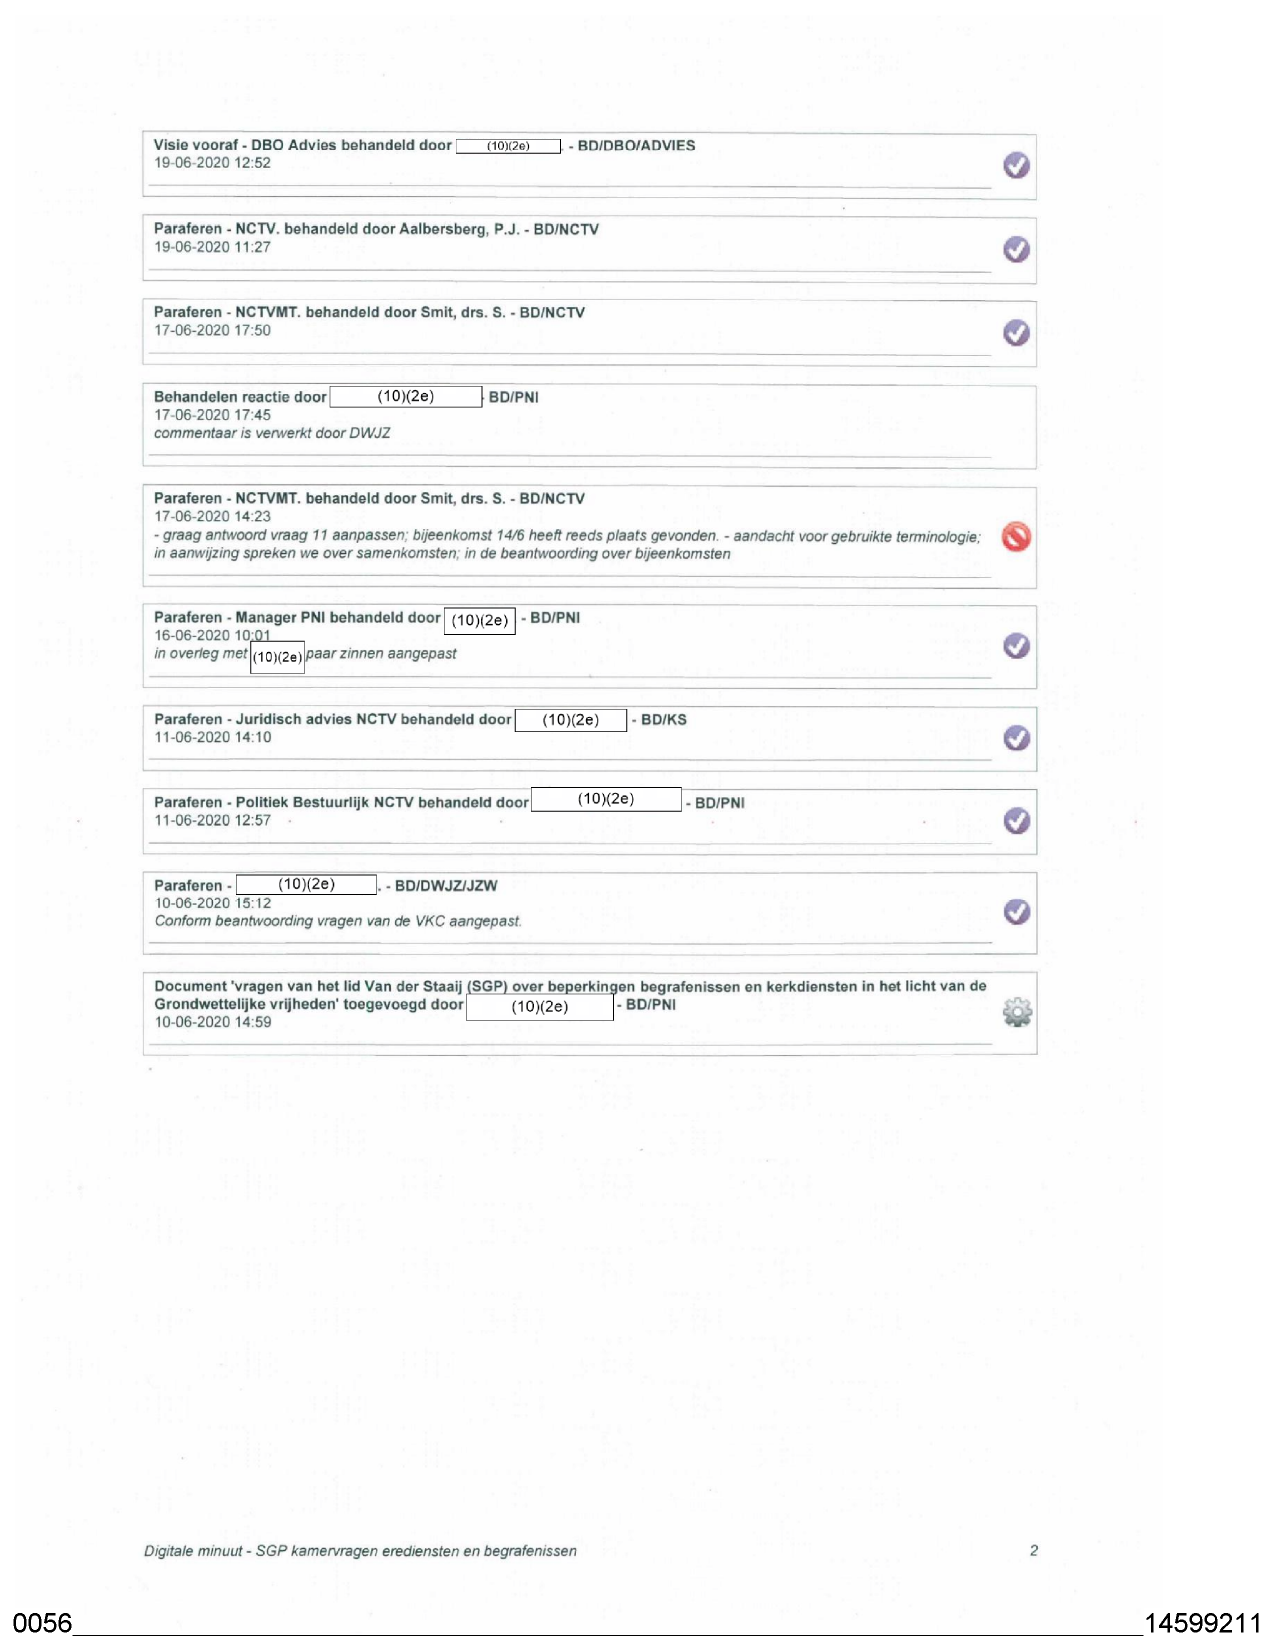 Visie vooraf - DBO Advies behandeld door (10)(2e) - BD/DBO/ADVIES
19-06-2020 12:52
Paraferen - NCTV. behandeld door Aalbersberg, P.J. - BD/NCTV
19-06-2020 11:27
Paraferen - NCTVMT. behandeld door Smit, drs. S. - BD/NCTV
17-06-2020 17:50
Behandelen reactie door (10)(2e) BD/PNI
17-06-2020 17:45
commentaar is verwerkt door DWJZ
Paraferen - NCTVMT. behandeld door Smit, drs. S. - BD/NCTV
17-06-2020 14:23
- graag antwoord vraag 11 aanpassen; bijeenkomst 14/6 heeft reeds plaats gevonden. - aandacht voor gebruikte terminologie;
in aanwijzing spreken we over samenkomsten; in de beantwoording over bijeenkomsten
Paraferen - Manager PNI behandeld door (10)(2e) - BD/PNI
16-06-2020 10:01
in overleg met (10)(2e) paar zinnen aangepast
Paraferen - Juridisch advies NCTV behandeld door (10)(2e) - BD/KS
11-06-2020 14:10
Paraferen - Politiek Bestuurlijk NCTV behandeld door (10)(2e) - BD/PNI
11-06-2020 12:57
Paraferen - (10)(2e) . - BD/DWJZ/JZW
10-06-2020 15:12
Conform beantwoording vragen van de VKC aangepast.
Document 'vragen van het lid Van der Staaij (SGP) over beperkingen begrafenissen en kerkdiensten in het licht van de
Grondwettelijke vrijheden' toegevoegd door (10)(2e) - BD/PNI
10-06-2020 14:59
Digitale minuut - SGP kamervragen erediensten en begrafenissen 2
0056 14599211